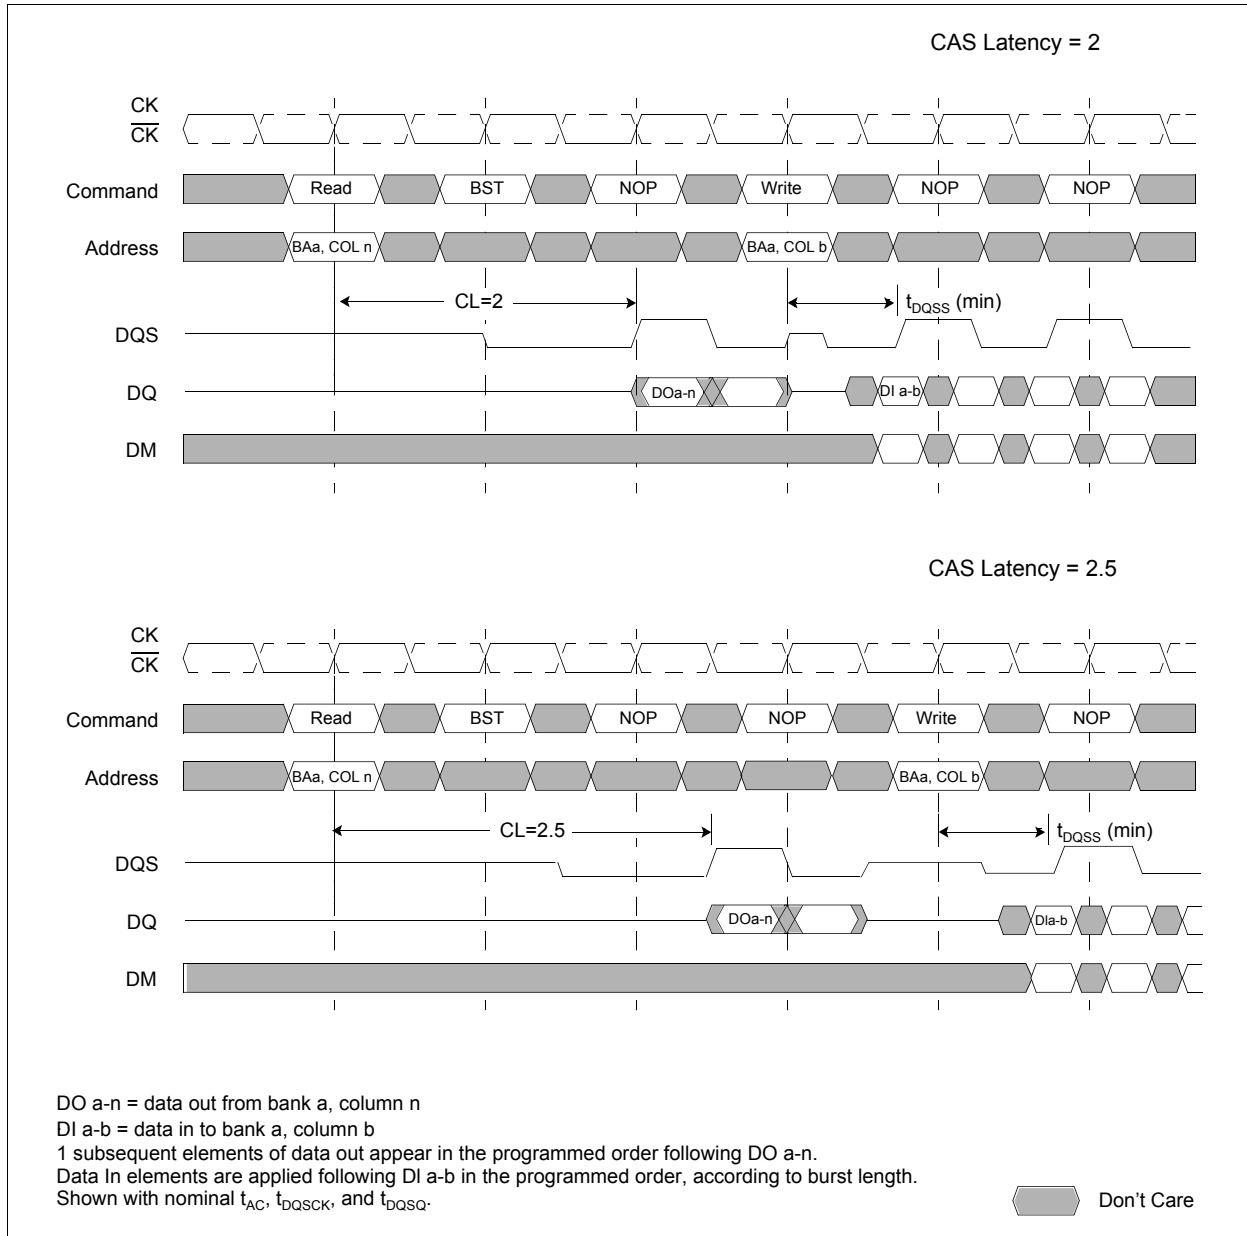 CAS Latency = 2
CK
CK
Command Read BST NOP Write NOP NOP
Address BAa, COL n BAa, COL b
CL=2 tDQSS (min)
DQS
DQ DOa-n DI a-b
DM
CAS Latency = 2.5
CK
CK
Command Read BST NOP NOP Write NOP
Address BAa, COL n BAa, COL b
CL=2.5 tDQSS (min)
DQS
DQ DOa-n DIa-b
DM
DO a-n = data out from bank a, column n
DI a-b = data in to bank a, column b
1 subsequent elements of data out appear in the programmed order following DO a-n.
Data In elements are applied following DI a-b in the programmed order, according to burst length.
Shown with nominal tAC, tDQSCK, and tDQSQ.
Don't Care